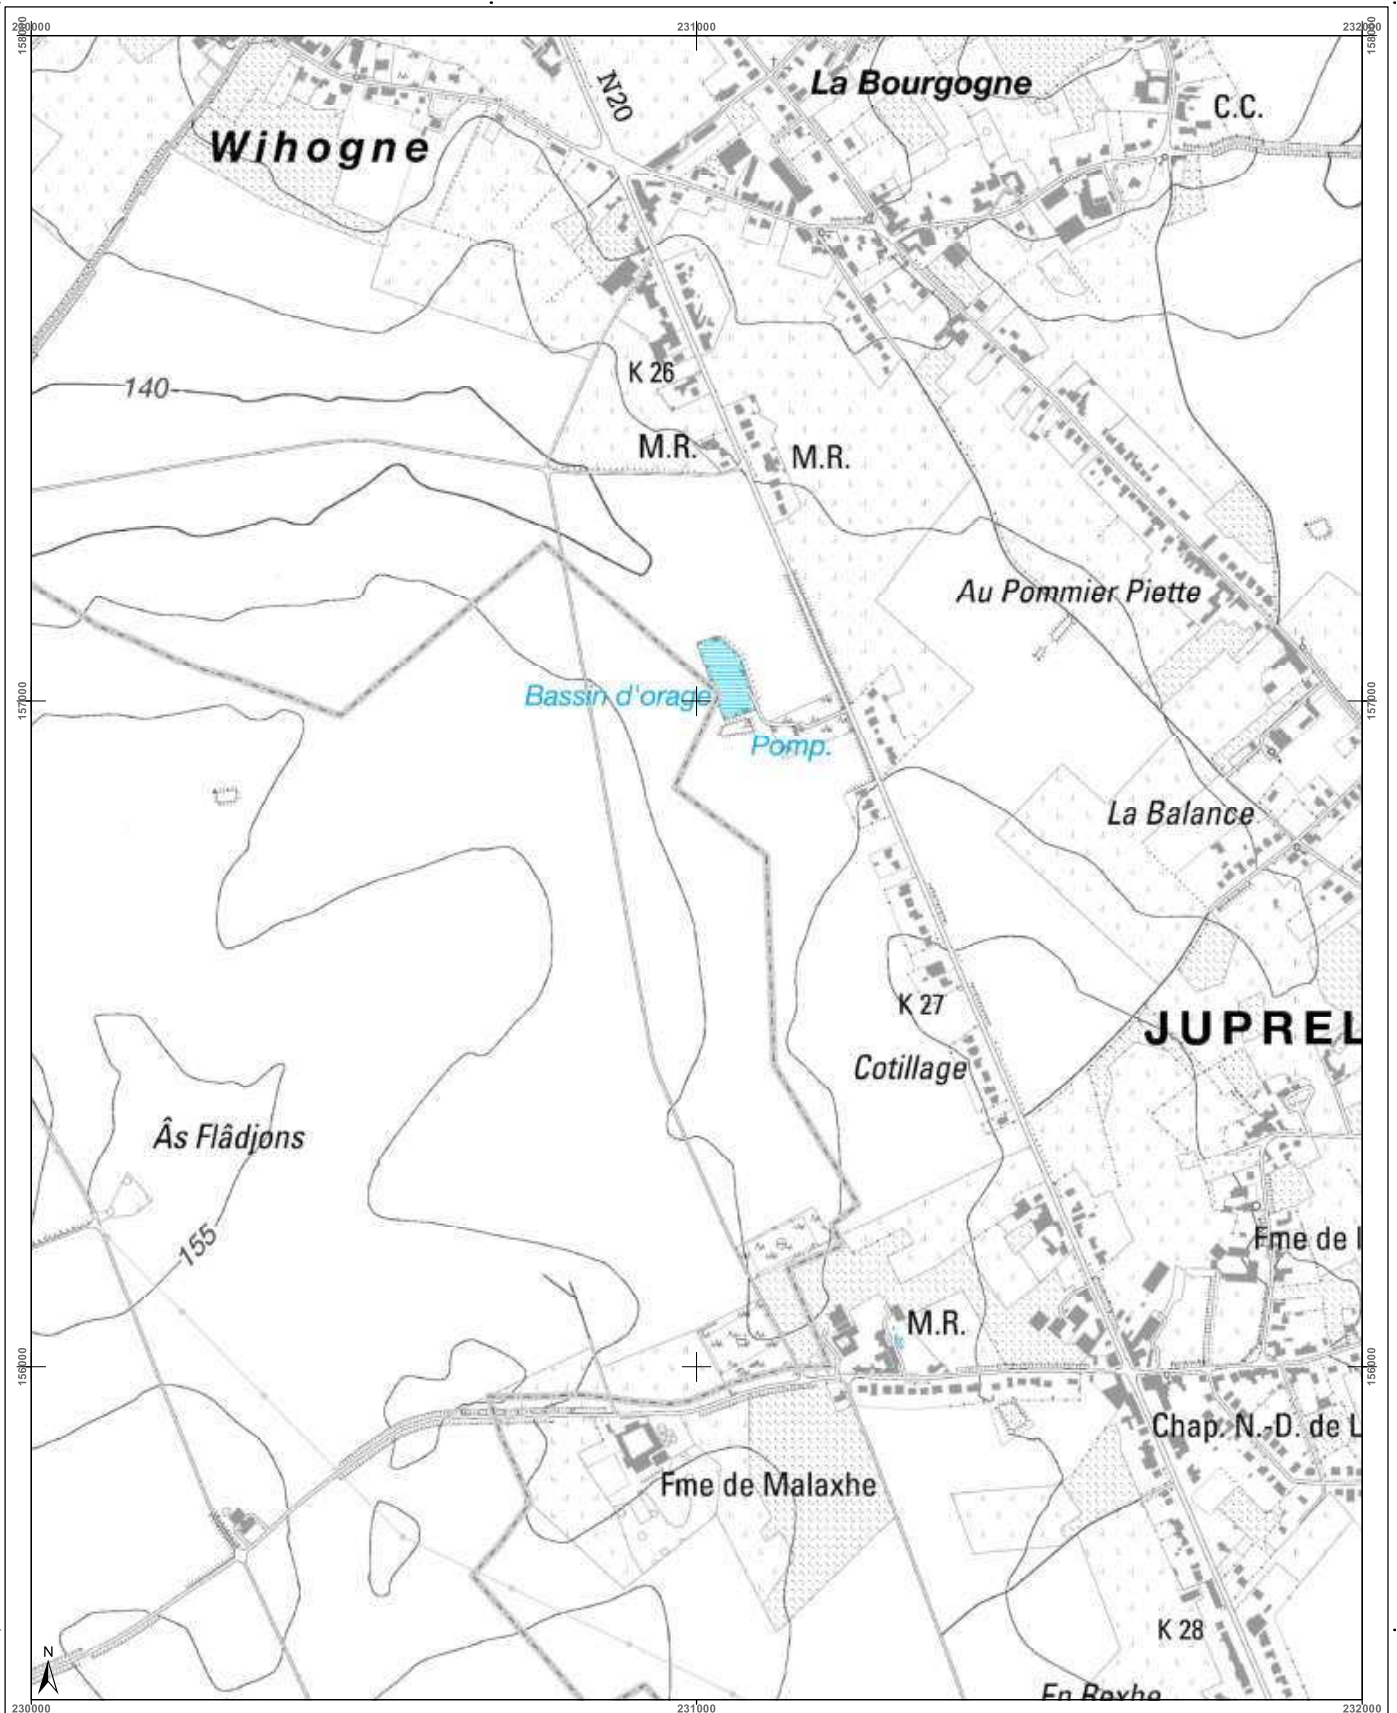 230000
231000
232000
158000
158000
La Bourgogne
N20
C.C.
Wihogne
K 26
140
M.R.
M.R.
Au Pommier Piette
157000
157000
Bassin d'orage
Pomp.
La Balance
K 27
JUPREL
Cotillage
Âs Flâdjons
155
Fme de l
M.R.
156000
156000
Chap. N.-D. de L
Fme de Malaxhe
K 28
N
En Rexhe
230000
231000
232000